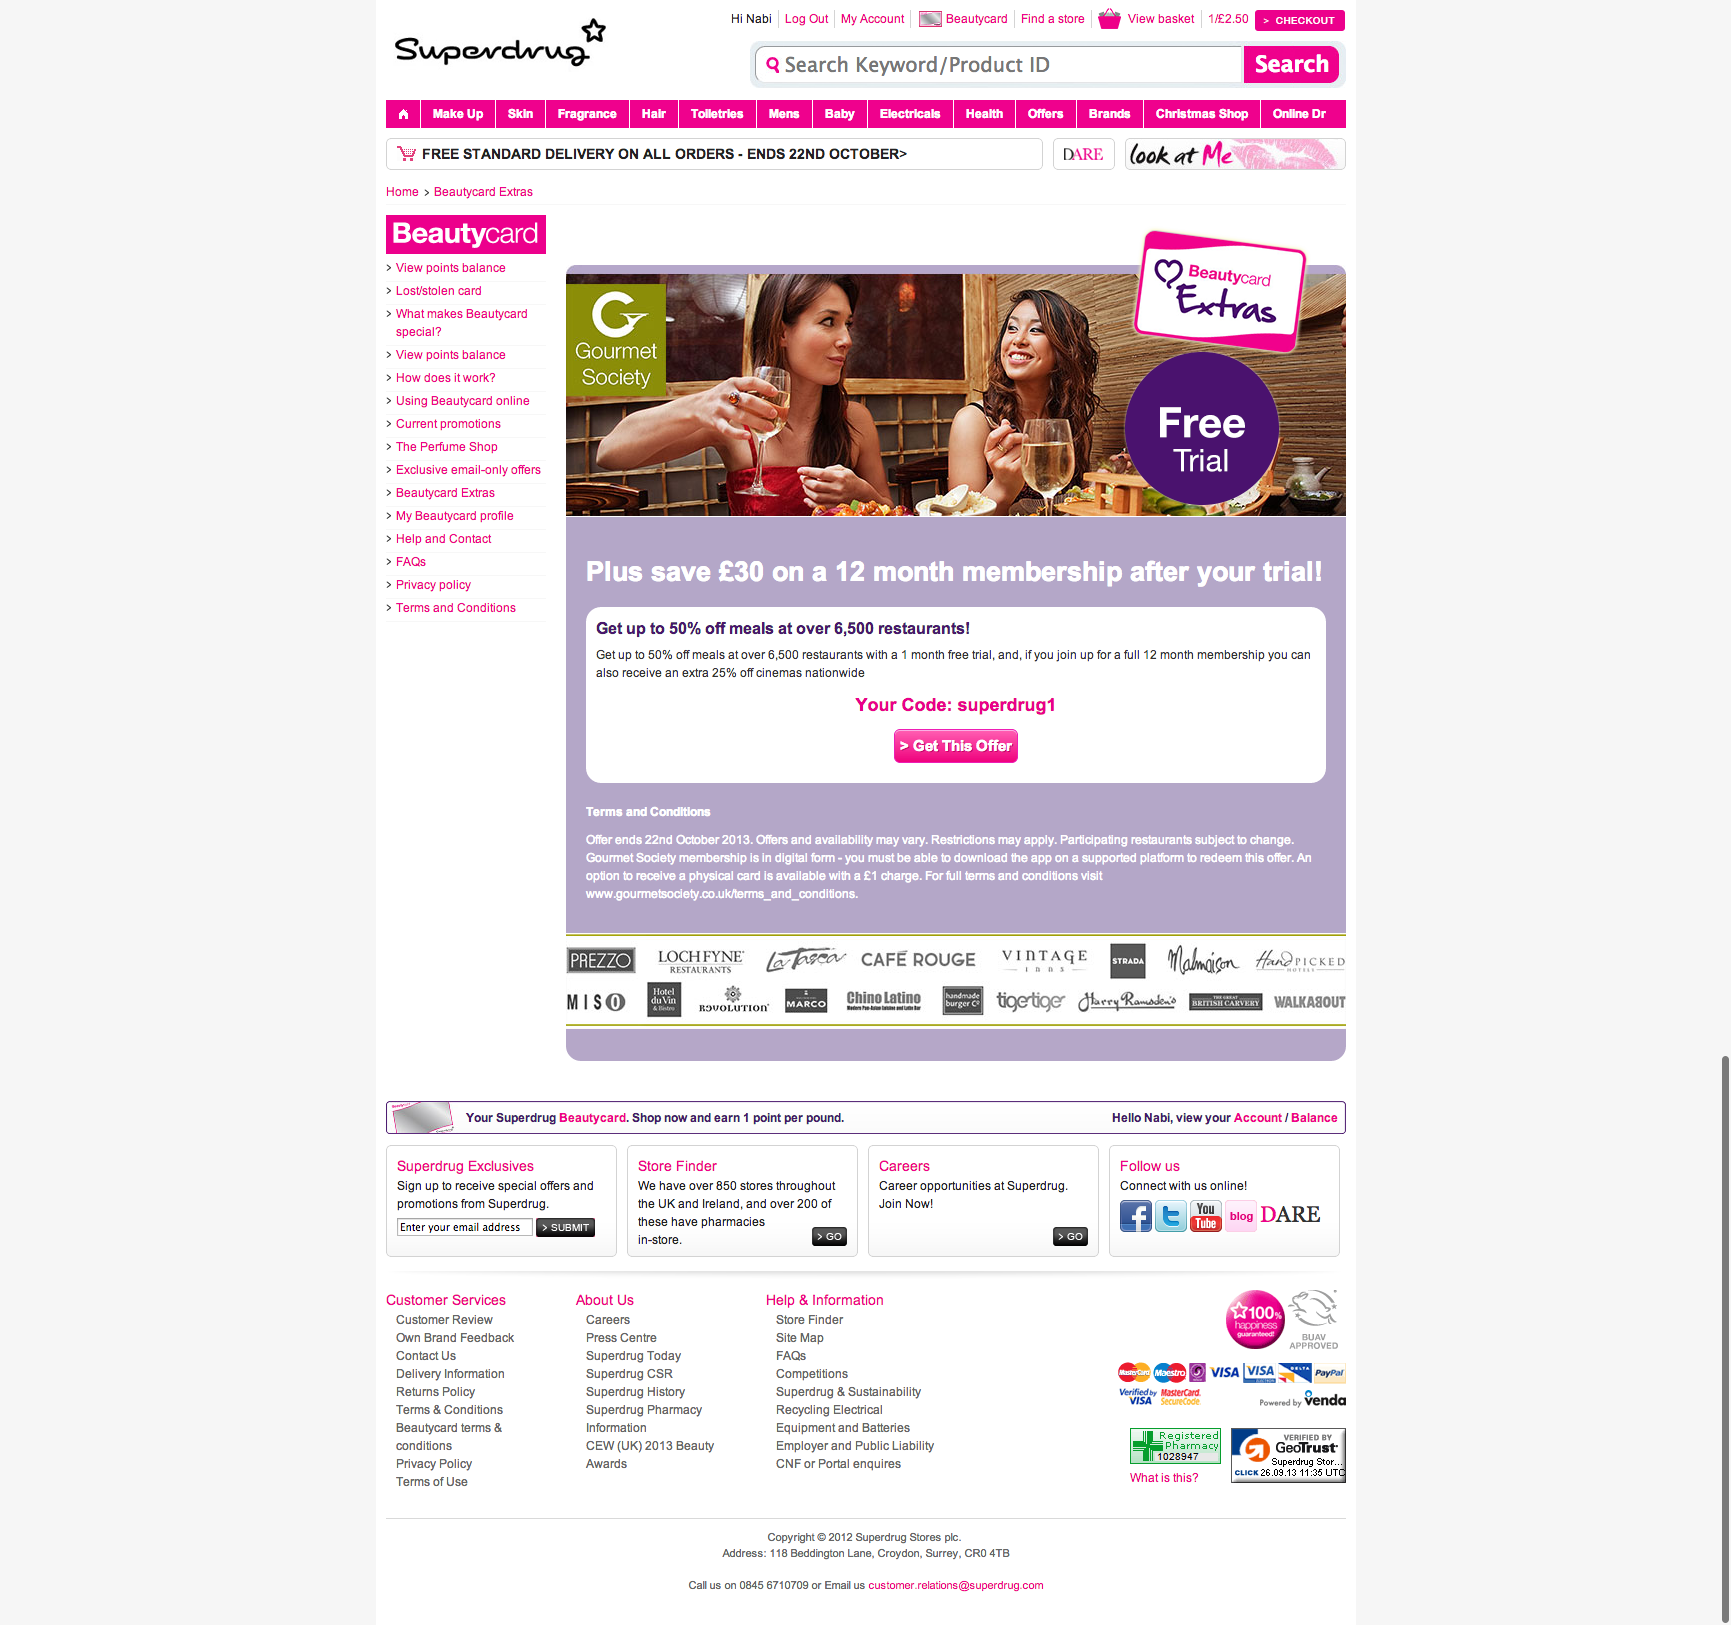 Superdrug
Hi Nabi Log Out My Account Beautycard Find a store View basket 1/£2.50 > CHECKOUT
Search Keyword/Product ID Search
Make Up Skin Fragrance Hair Toiletries Mens Baby Electricals Health Offers Brands Christmas Shop Online Dr
FREE STANDARD DELIVERY ON ALL ORDERS - ENDS 22ND OCTOBER>
DARE
look at Me
Home > Beautycard Extras
Beautycard
> View points balance
> Lost/stolen card
> What makes Beautycard
special?
> View points balance
> How does it work?
> Using Beautycard online
> Current promotions
> The Perfume Shop
> Exclusive email-only offers
> Beautycard Extras
> My Beautycard profile
> Help and Contact
> FAQs
> Privacy policy
> Terms and Conditions
Gourmet
Society
Beautycard
Extras
Free
Trial
Plus save £30 on a 12 month membership after your trial!
Get up to 50% off meals at over 6,500 restaurants!
Get up to 50% off meals at over 6,500 restaurants with a 1 month free trial, and, if you join up for a full 12 month membership you can
also receive an extra 25% off cinemas nationwide
Your Code: superdrug1
> Get This Offer
Terms and Conditions
Offer ends 22nd October 2013. Offers and availability may vary. Restrictions may apply. Participating restaurants subject to change.
Gourmet Society membership is in digital form - you must be able to download the app on a supported platform to redeem this offer. An
option to receive a physical card is available with a £1 charge. For full terms and conditions visit
www.gourmetsociety.co.uk/terms_and_conditions.
PREZZO LOCH FYNE RESTAURANTS La Tasca CAFÉ ROUGE VINTAGE INNS STRADA Malmaison Hand PICKED HOTELS
MISO Hotel du Vin & Bistro REVOLUTION MARCO Chino Latino Modern Pan-Asian Cuisine and Latin Bar handmade burger Co tigertiger Harry Ramsden's THE GREAT BRITISH CARVERY WALKABOUT
Your Superdrug Beautycard. Shop now and earn 1 point per pound.
Hello Nabi, view your Account / Balance
Superdrug Exclusives
Sign up to receive special offers and
promotions from Superdrug.
Enter your email address > SUBMIT
Store Finder
We have over 850 stores throughout
the UK and Ireland, and over 200 of
these have pharmacies
in-store.
> GO
Careers
Career opportunities at Superdrug.
Join Now!
> GO
Follow us
Connect with us online!
You Tube blog DARE
Customer Services
Customer Review
Own Brand Feedback
Contact Us
Delivery Information
Returns Policy
Terms & Conditions
Beautycard terms &
conditions
Privacy Policy
Terms of Use
About Us
Careers
Press Centre
Superdrug Today
Superdrug CSR
Superdrug History
Superdrug Pharmacy
Information
CEW (UK) 2013 Beauty
Awards
Help & Information
Store Finder
Site Map
FAQs
Competitions
Superdrug & Sustainability
Recycling Electrical
Equipment and Batteries
Employer and Public Liability
CNF or Portal enquires
100%
happiness
guaranteed!
BUAV
APPROVED
MasterCard Maestro VISA VISA ELECTRON DELTA PayPal
Verified by VISA MasterCard. SecureCode. Powered by venda
Registered
Pharmacy
1028947
What is this?
VERIFIED BY
GeoTrust
Superdrug Stor...
CLICK 26.09.13 11:35 UTC
Copyright © 2012 Superdrug Stores plc.
Address: 118 Beddington Lane, Croydon, Surrey, CR0 4TB
Call us on 0845 6710709 or Email us customer.relations@superdrug.com